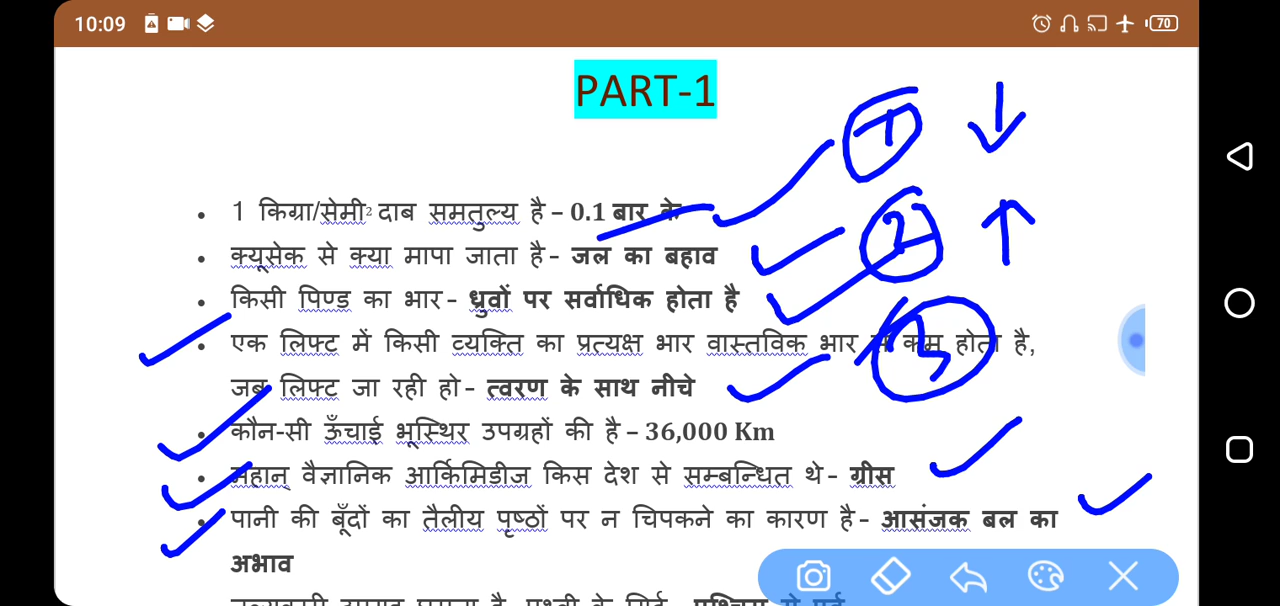 10:09
70
PART-1
1
1 किग्रा/सेमी² दाब समतुल्य है – 0.1 बार के
2
क्यूसेक से क्या मापा जाता है- जल का बहाव
किसी पिण्ड का भार- ध्रुवों पर सर्वाधिक होता है
3
एक लिफ्ट में किसी व्यक्ति का प्रत्यक्ष भार वास्तविक भार से कम होता है,
जब लिफ्ट जा रही हो- त्वरण के साथ नीचे
कौन-सी ऊँचाई भूस्थिर उपग्रहों की है – 36,000 Km
महान् वैज्ञानिक आर्किमिडीज किस देश से सम्बन्धित थे- ग्रीस
पानी की बूँदों का तैलीय पृष्ठों पर न चिपकने का कारण है- आसंजक बल का
अभाव